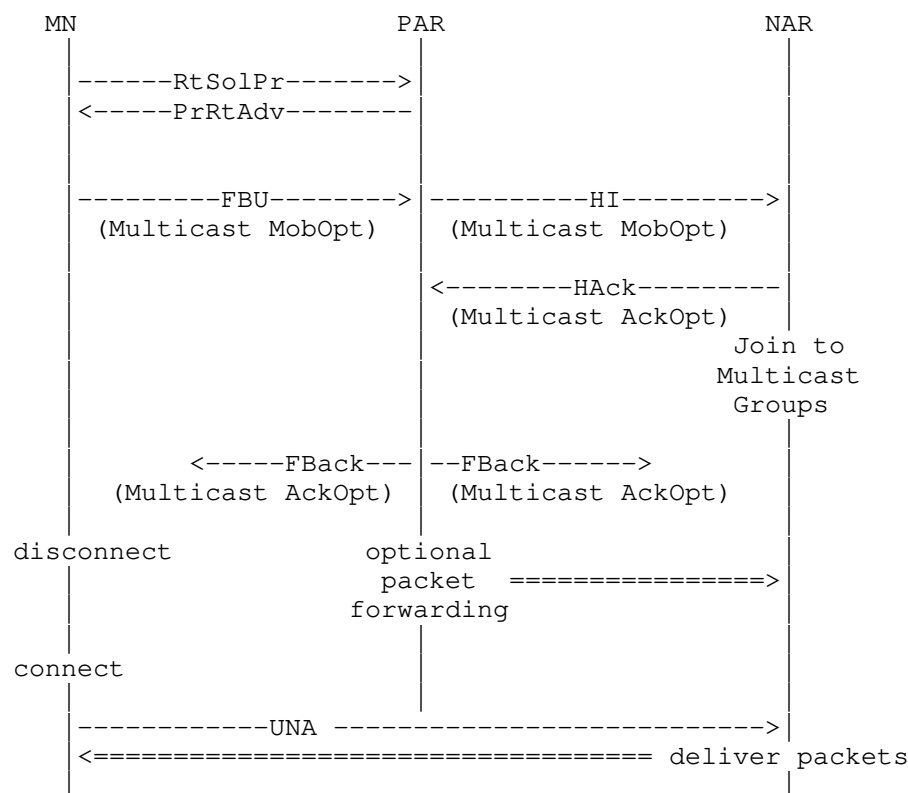 MN PAR NAR
------RtSolPr------->
<-----PrRtAdv--------
---------FBU--------> ----------HI--------->
(Multicast MobOpt) (Multicast MobOpt)
<--------HAck---------
(Multicast AckOpt)
Join to
Multicast
Groups
<-----FBack--- --FBack------>
(Multicast AckOpt) (Multicast AckOpt)
disconnect optional
packet ================>
forwarding
connect
------------UNA --------------------------->
<=================================== deliver packets